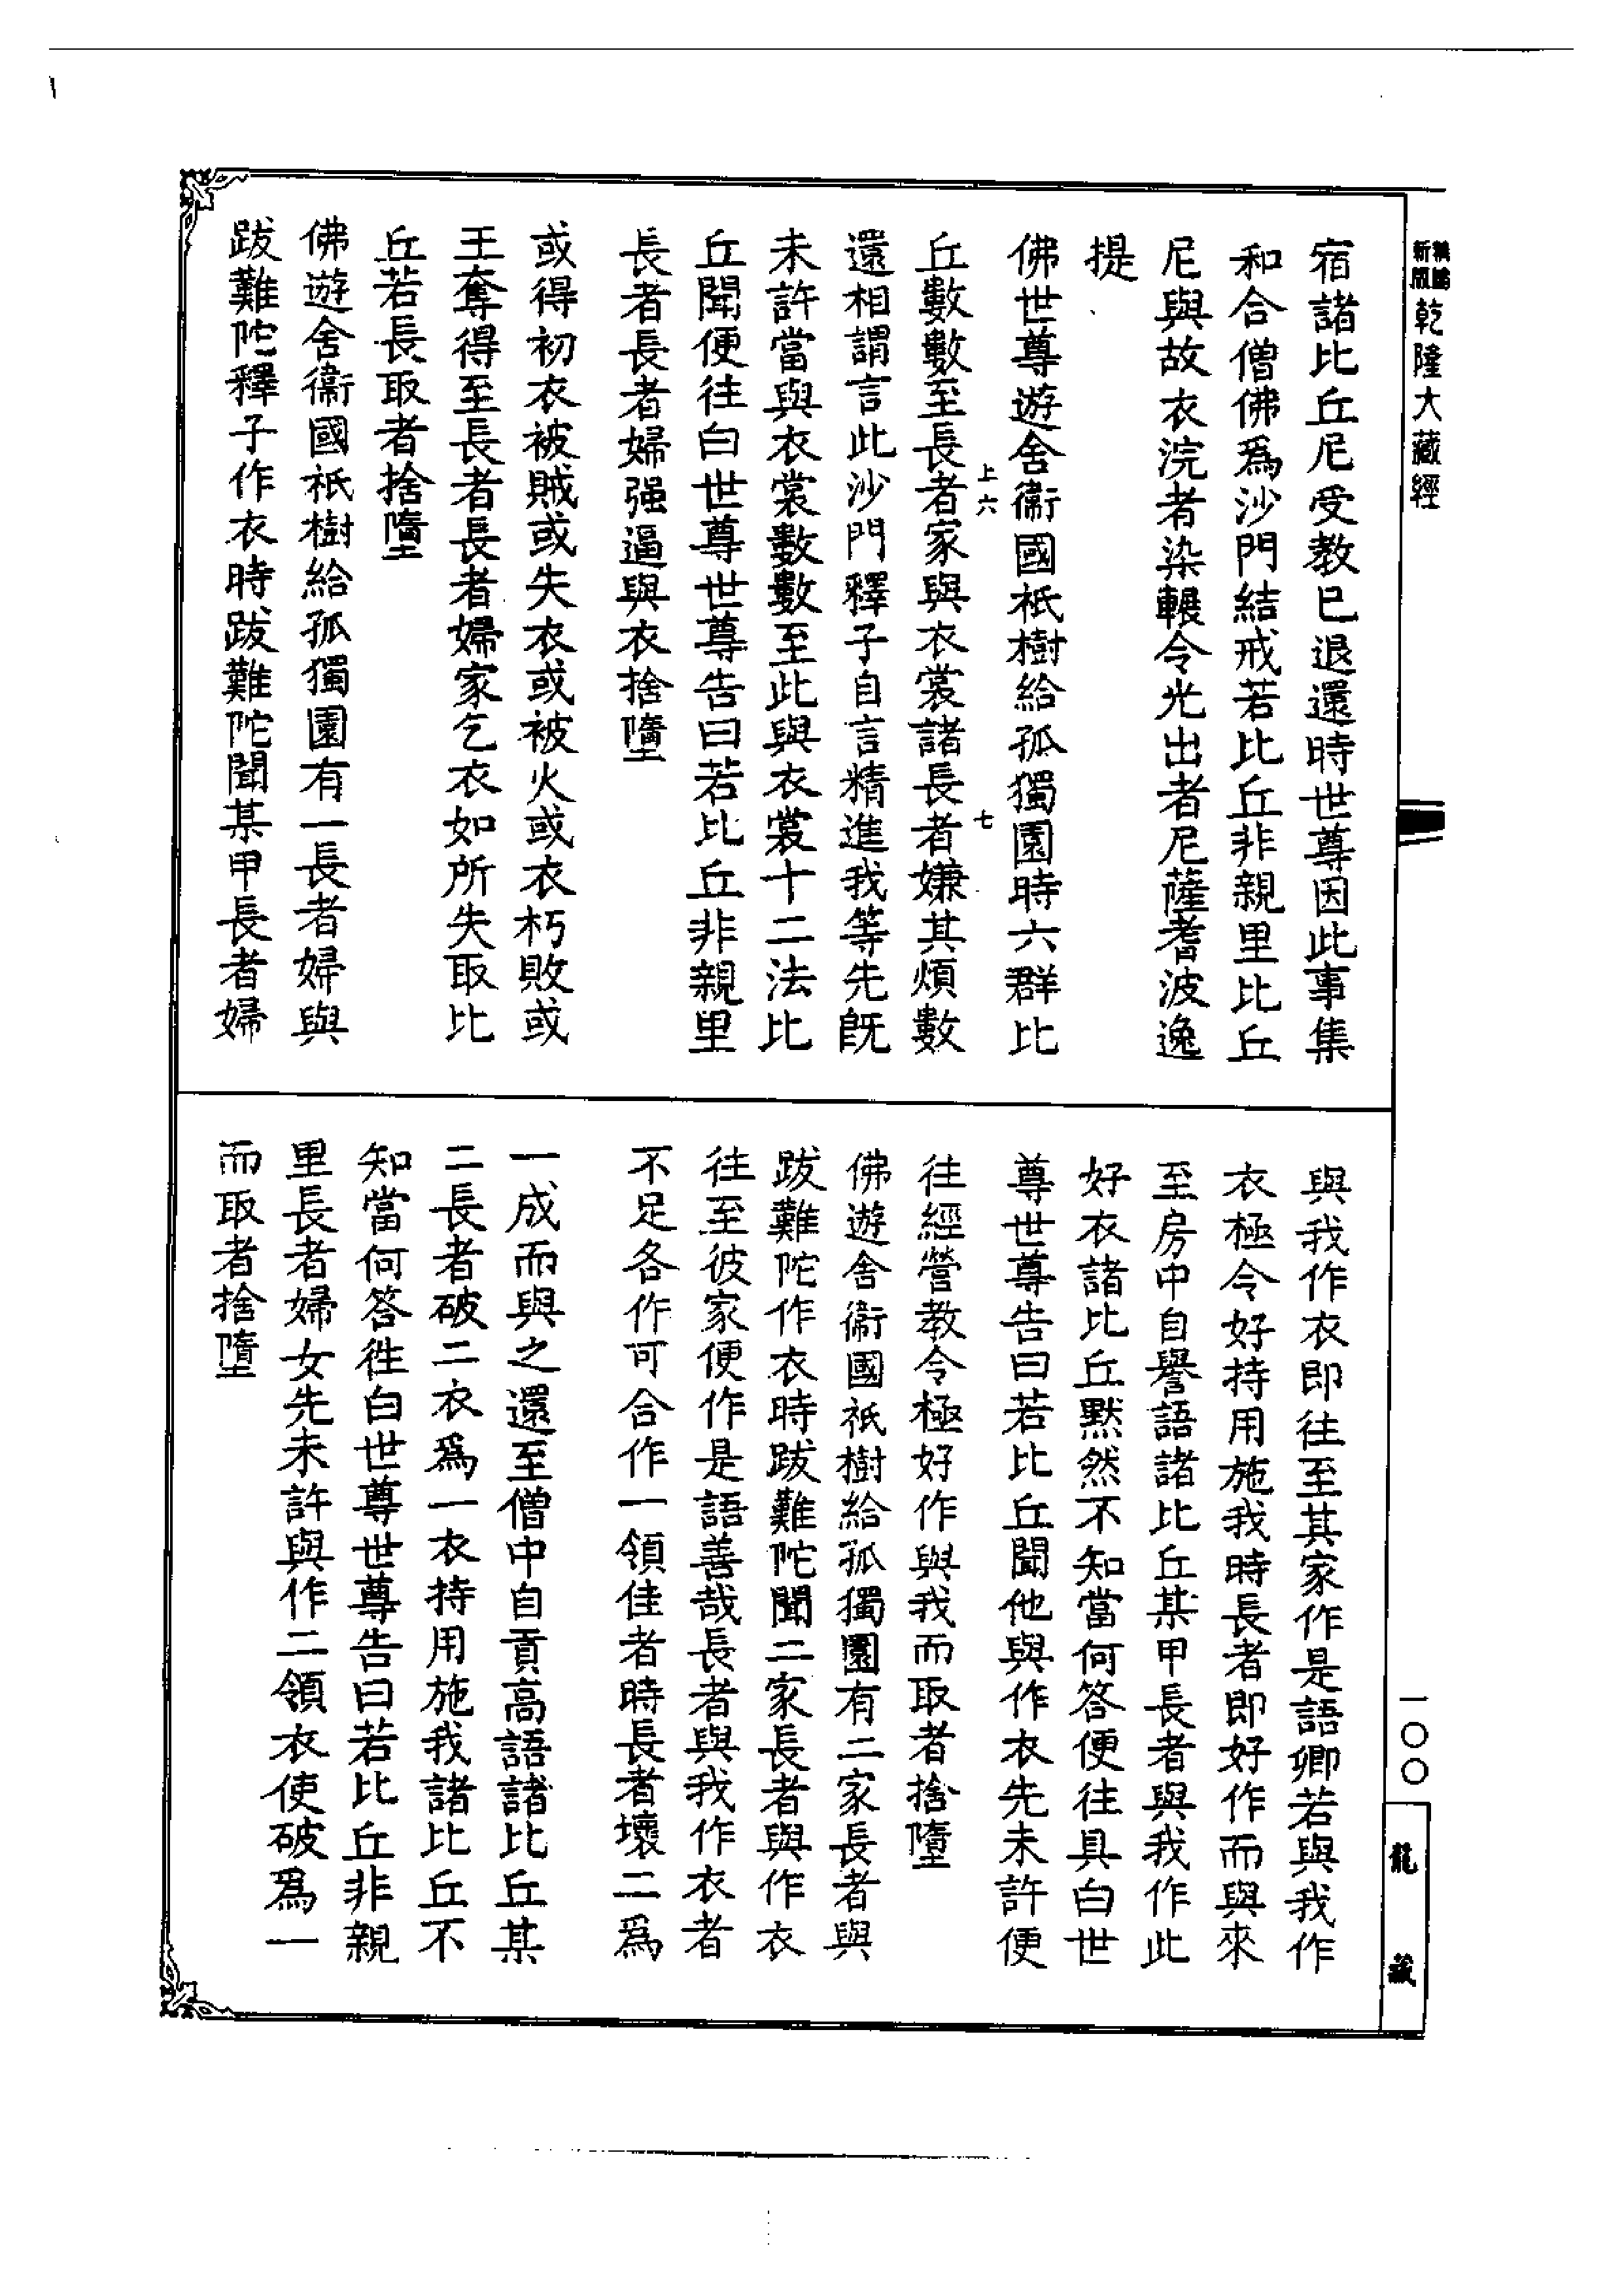 乾隆大藏經
宿諸比丘尼受教已退還時世尊因此事集
和合僧佛爲沙門結戒若比丘非親里比丘
尼與故衣浣者染輾令光出者尼薩耆波逸
提
佛世尊遊舍衞國祇樹給孤獨園時六群比
上六
七
丘數數至長者家與衣裳諸長者嫌其煩數
還相謂言此沙門釋子自言精進我等先旣
未許當與衣裳數數至此與衣裳十二法比
丘聞便往白世尊世尊告曰若比丘非親里
長者長者婦强逼與衣捨墮
或得初衣被賊或失衣或被火或衣朽敗或
王奪得至長者長者婦家乞衣如所失取比
丘若長取者捨墮
佛遊舍衞國祇樹給孤獨園有一長者婦與
跋難陀釋子作衣時跋難陀聞某甲長者婦
與我作衣即往至其家作是語卿若與我作
衣極令好持用施我時長者即好作而與來
至房中自譽語諸比丘某甲長者與我作此
好衣諸比丘默然不知當何答便往具白世
尊世尊告曰若比丘聞他與作衣先未許便
往經營教令極好作與我而取者捨墮
佛遊舍衞國祇樹給孤獨園有二家長者與
跋難陀作衣時跋難陀聞二家長者與作衣
往至彼家便作是語善哉長者與我作衣者
不足各作可合作一領佳者時長者壞二爲
一成而與之還至僧中自貢高語諸比丘某
二長者破二衣爲一衣持用施我諸比丘不
知當何答往白世尊世尊告曰若比丘非親
里長者婦女先未許與作二領衣使破爲一
而取者捨墮
一〇〇
龍藏